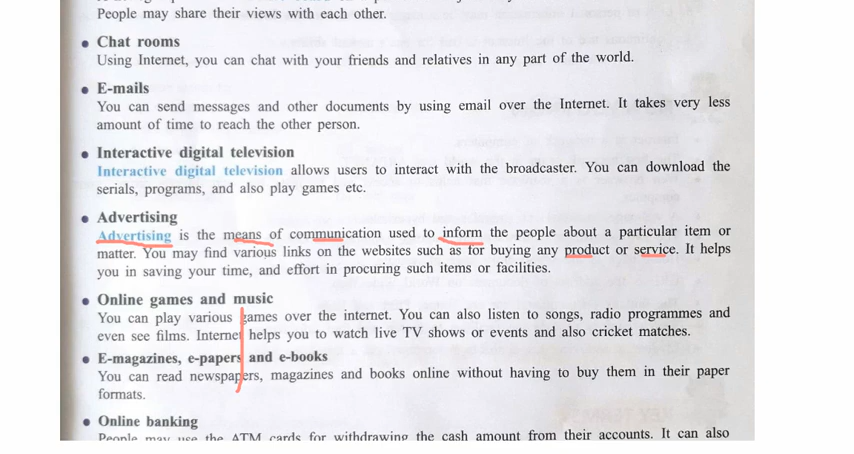 People may share their views with each other.
• Chat rooms
Using Internet, you can chat with your friends and relatives in any part of the world.
• E-mails
You can send messages and other documents by using email over the Internet. It takes very less
amount of time to reach the other person.
• Interactive digital television
Interactive digital television allows users to interact with the broadcaster. You can download the
serials, programs, and also play games etc.
• Advertising
Advertising is the means of communication used to inform the people about a particular item or
matter. You may find various links on the websites such as for buying any product or service. It helps
you in saving your time, and effort in procuring such items or facilities.
• Online games and music
You can play various games over the internet. You can also listen to songs, radio programmes and
even see films. Internet helps you to watch live TV shows or events and also cricket matches.
• E-magazines, e-papers and e-books
You can read newspapers, magazines and books online without having to buy them in their paper
formats.
• Online banking
People may use the ATM cards for withdrawing the cash amount from their accounts. It can also